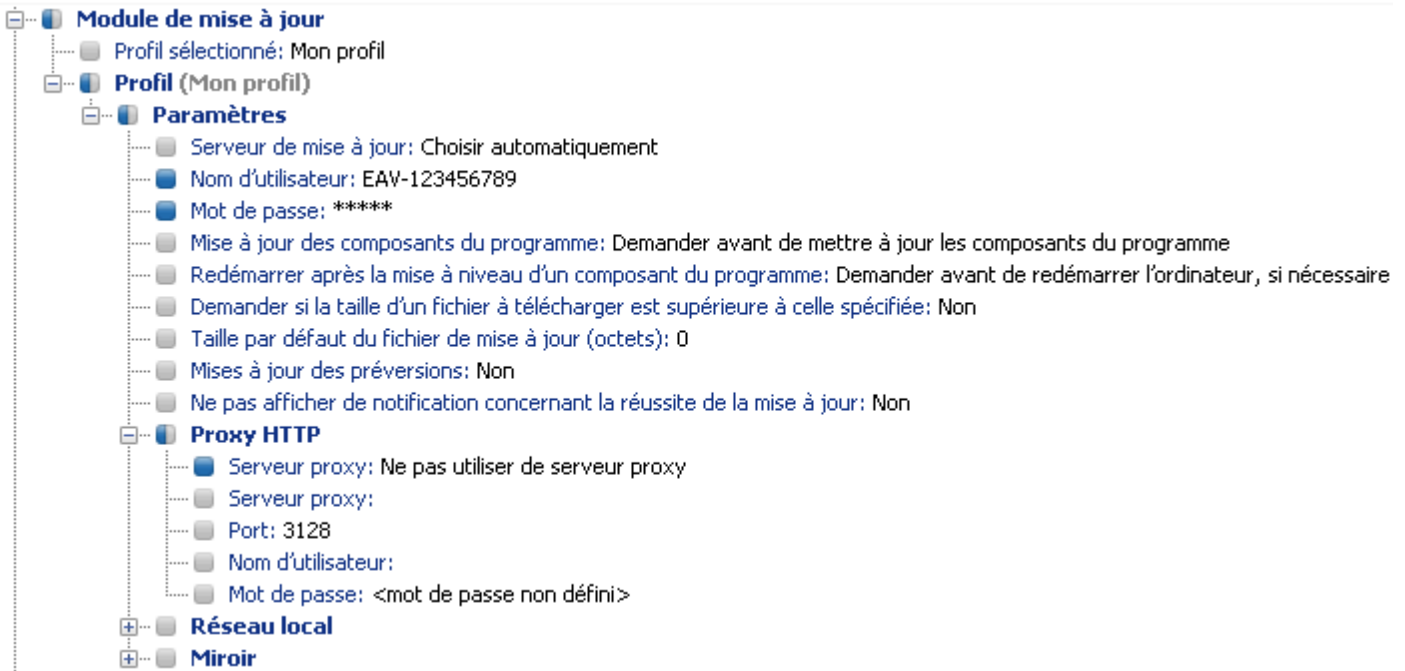 Module de mise à jour
Profil sélectionné: Mon profil
Profil (Mon profil)
Paramètres
Serveur de mise à jour: Choisir automatiquement
Nom d'utilisateur: EAV-123456789
Mot de passe: *****
Mise à jour des composants du programme: Demander avant de mettre à jour les composants du programme
Redémarrer après la mise à niveau d'un composant du programme: Demander avant de redémarrer l'ordinateur, si nécessaire
Demander si la taille d'un fichier à télécharger est supérieure à celle spécifiée: Non
Taille par défaut du fichier de mise à jour (octets): 0
Mises à jour des préversions: Non
Ne pas afficher de notification concernant la réussite de la mise à jour: Non
Proxy HTTP
Serveur proxy: Ne pas utiliser de serveur proxy
Serveur proxy:
Port: 3128
Nom d'utilisateur:
Mot de passe: <mot de passe non défini>
Réseau local
Miroir